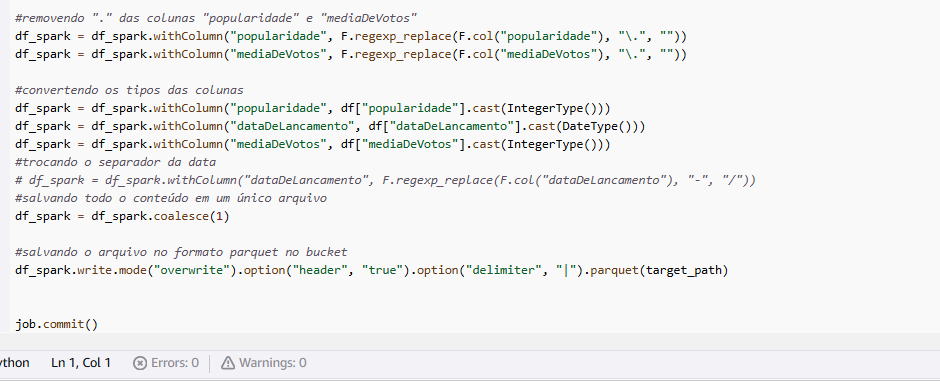 #removendo "." das colunas "popularidade" e "mediaDeVotos"
df_spark = df_spark.withColumn("popularidade", F.regexp_replace(F.col("popularidade"), "\.", ""))
df_spark = df_spark.withColumn("mediaDeVotos", F.regexp_replace(F.col("mediaDeVotos"), "\.", ""))
#convertendo os tipos das colunas
df_spark = df_spark.withColumn("popularidade", df["popularidade"].cast(IntegerType()))
df_spark = df_spark.withColumn("dataDeLancamento", df["dataDeLancamento"].cast(DateType()))
df_spark = df_spark.withColumn("mediaDeVotos", df["mediaDeVotos"].cast(IntegerType()))
#trocando o separador da data
# df_spark = df_spark.withColumn("dataDeLancamento", F.regexp_replace(F.col("dataDeLancamento"), "-", "/"))
#salvando todo o conteúdo em um único arquivo
df_spark = df_spark.coalesce(1)
#salvando o arquivo no formato parquet no bucket
df_spark.write.mode("overwrite").option("header", "true").option("delimiter", "|").parquet(target_path)
job.commit()
ython Ln 1, Col 1 Errors: 0 Warnings: 0